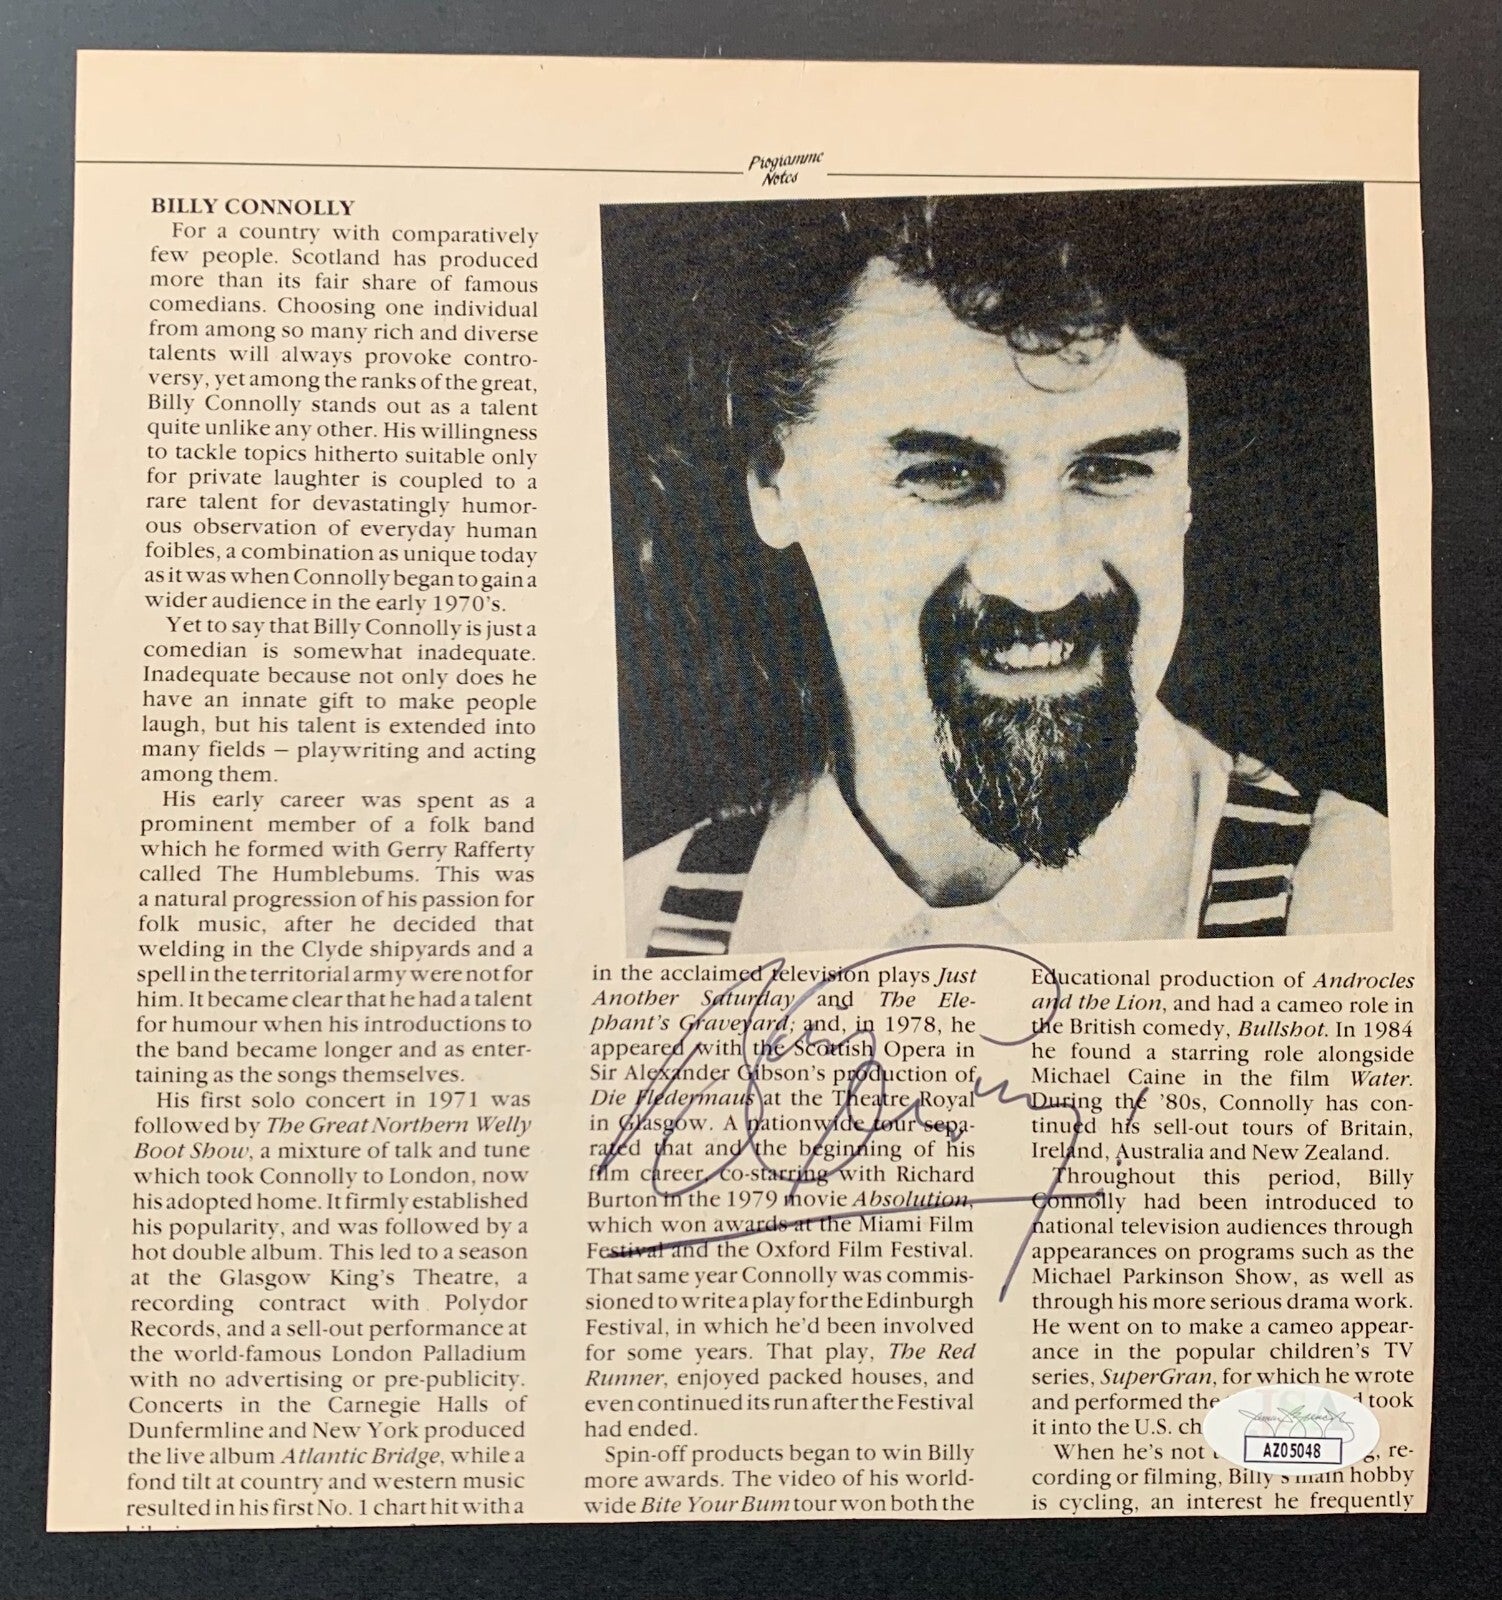 Programme
Notes
BILLY CONNOLLY
For a country with comparatively
few people. Scotland has produced
more than its fair share of famous
comedians. Choosing one individual
from among so many rich and diverse
talents will always provoke contro-
versy, yet among the ranks of the great,
Billy Connolly stands out as a talent
quite unlike any other. His willingness
to tackle topics hitherto suitable only
for private laughter is coupled to a
rare talent for devastatingly humor-
ous observation of everyday human
foibles, a combination as unique today
as it was when Connolly began to gain a
wider audience in the early 1970's.
Yet to say that Billy Connolly is just a
comedian is somewhat inadequate.
Inadequate because not only does he
have an innate gift to make people
laugh, but his talent is extended into
many fields – playwriting and acting
among them.
His early career was spent as a
prominent member of a folk band
which he formed with Gerry Rafferty
called The Humblebums. This was
a natural progression of his passion for
folk music, after he decided that
welding in the Clyde shipyards and a
spell in the territorial army were not for
him. It became clear that he had a talent
for humour when his introductions to
the band became longer and as enter-
taining as the songs themselves.
His first solo concert in 1971 was
followed by The Great Northern Welly
Boot Show, a mixture of talk and tune
which took Connolly to London, now
his adopted home. It firmly established
his popularity, and was followed by a
hot double album. This led to a season
at the Glasgow King's Theatre, a
recording contract with Polydor
Records, and a sell-out performance at
the world-famous London Palladium
with no advertising or pre-publicity.
Concerts in the Carnegie Halls of
Dunfermline and New York produced
the live album Atlantic Bridge, while a
fond tilt at country and western music
resulted in his first No. 1 chart hit with a
in the acclaimed television plays Just
Another Saturday and The Ele-
phant's Graveyard; and, in 1978, he
appeared with the Scottish Opera in
Sir Alexander Gibson's production of
Die Fledermaus at the Theatre Royal
in Glasgow. A nationwide tour sepa-
rated that and the beginning of his
film career, co-starring with Richard
Burton in the 1979 movie Absolution,
which won awards at the Miami Film
Festival and the Oxford Film Festival.
That same year Connolly was commis-
sioned to write a play for the Edinburgh
Festival, in which he'd been involved
for some years. That play, The Red
Runner, enjoyed packed houses, and
even continued its run after the Festival
had ended.
Spin-off products began to win Billy
more awards. The video of his world-
wide Bite Your Bum tour won both the
Educational production of Androcles
and the Lion, and had a cameo role in
the British comedy, Bullshot. In 1984
he found a starring role alongside
Michael Caine in the film Water.
During the '80s, Connolly has con-
tinued his sell-out tours of Britain,
Ireland, Australia and New Zealand.
Throughout this period, Billy
Connolly had been introduced to
national television audiences through
appearances on programs such as the
Michael Parkinson Show, as well as
through his more serious drama work.
He went on to make a cameo appear-
ance in the popular children's TV
series, SuperGran, for which he wrote
and performed the took
it into the U.S. ch
When he's not re-
cording or filming, Billy's main hobby
is cycling, an interest he frequently
JSA
AZ05048